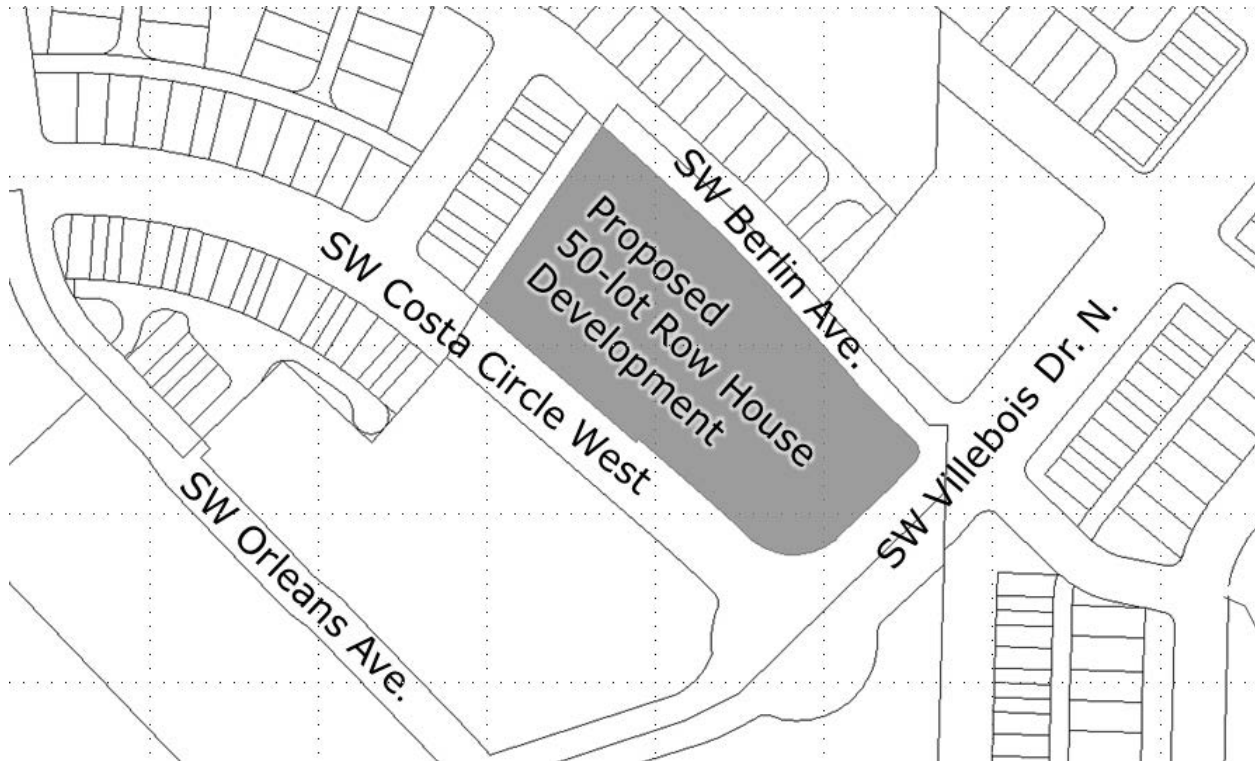 SW Berlin Ave.
Proposed
50-lot Row House
Development
SW Costa Circle West
SW Villebois Dr. N.
SW Orleans Ave.